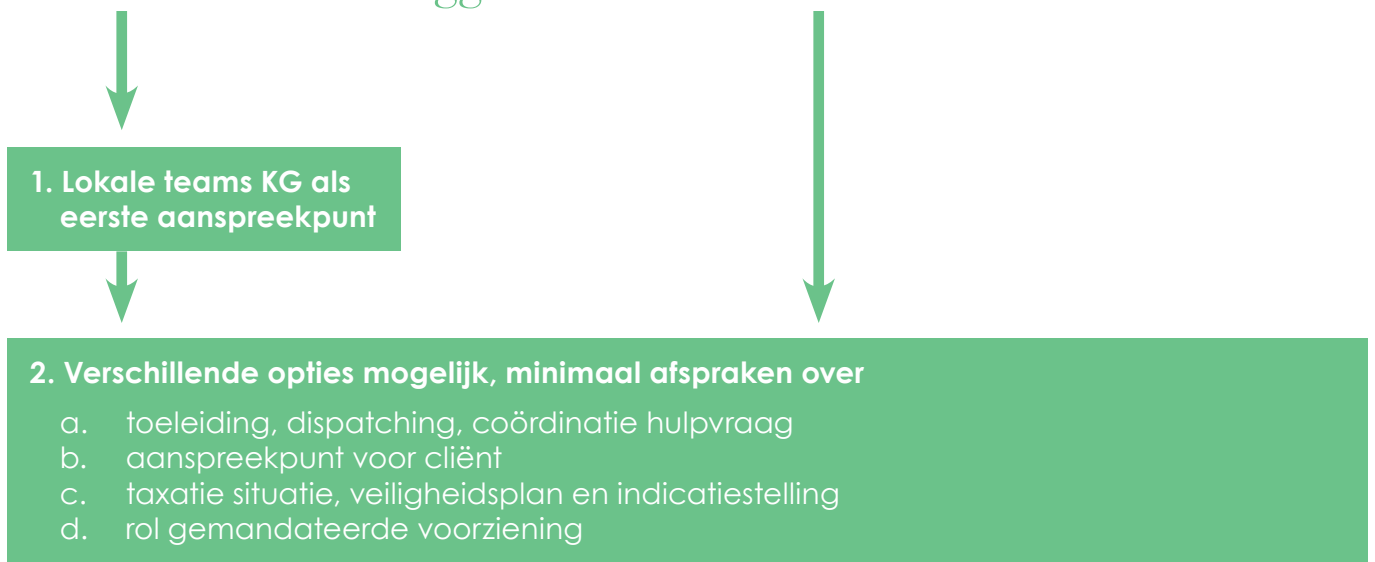 1. Lokale teams KG als
eerste aanspreekpunt
2. Verschillende opties mogelijk, minimaal afspraken over
a. toeleiding, dispatching, coördinatie hulpvraag
b. aanspreekpunt voor cliënt
c. taxatie situatie, veiligheidsplan en indicatiestelling
d. rol gemandateerde voorziening